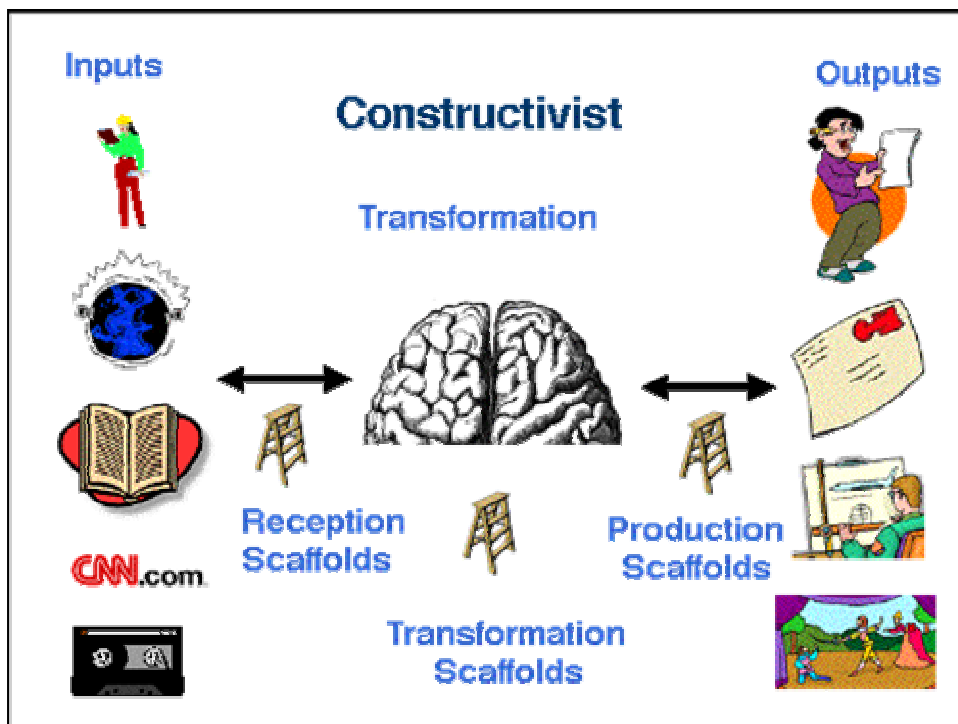 Inputs
Outputs
Constructivist
Transformation
Reception
Scaffolds
Production
Scaffolds
CNN.com
Transformation
Scaffolds